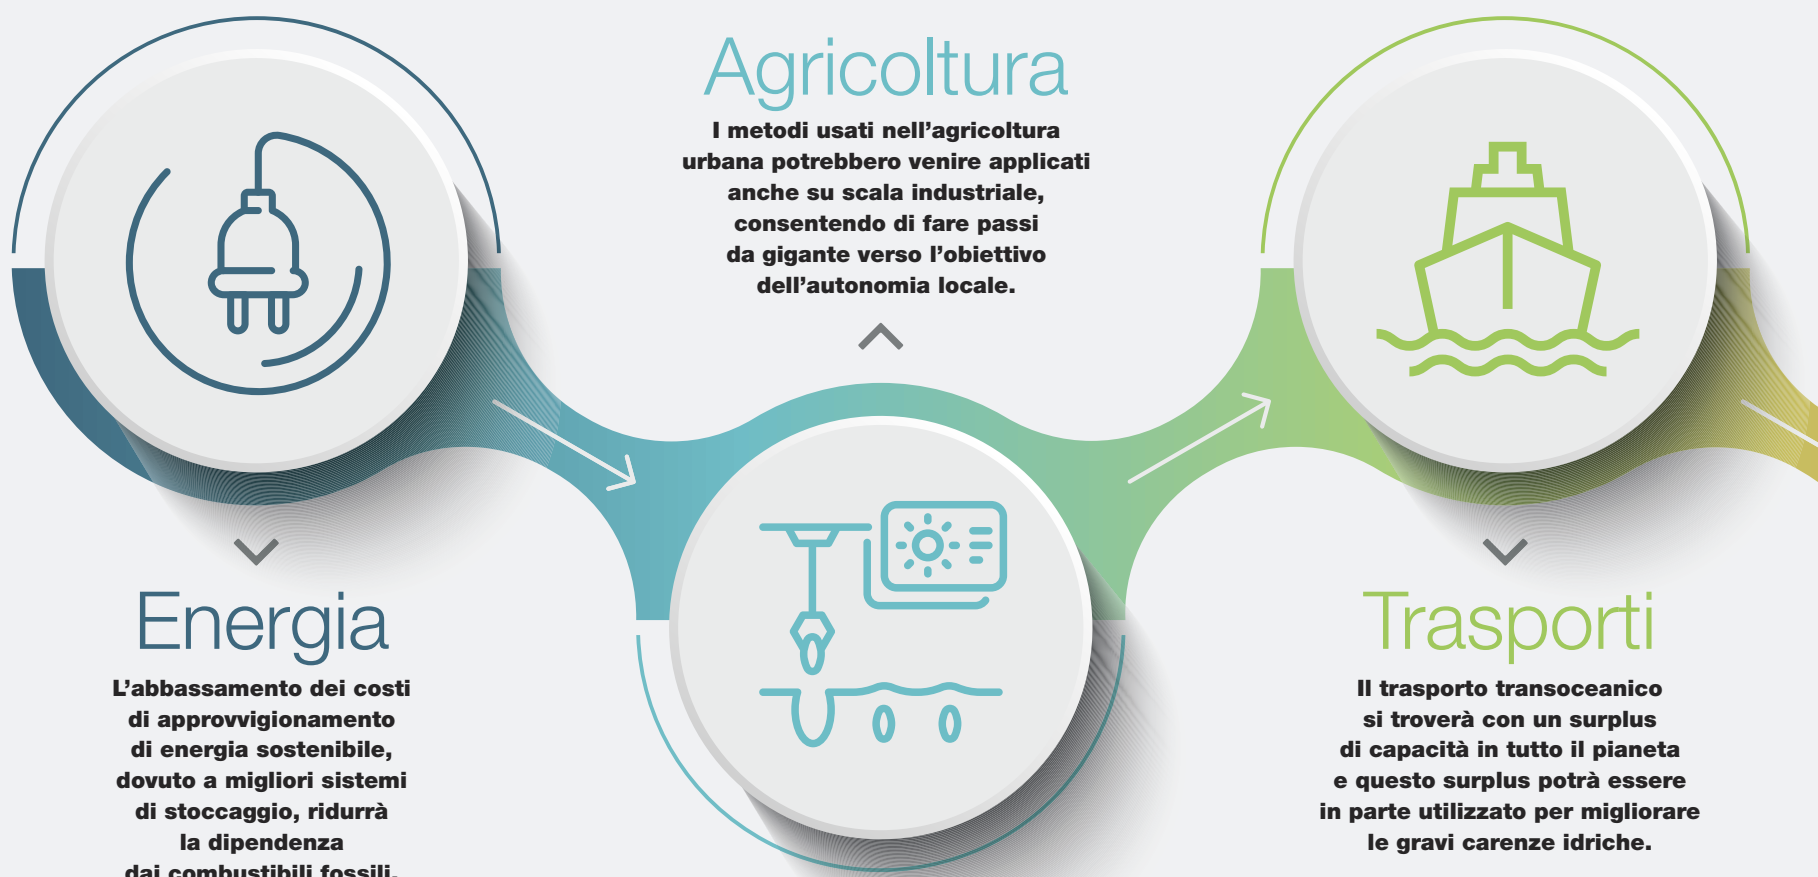 Energia
L’abbassamento dei costi
di approvvigionamento
di energia sostenibile,
dovuto a migliori sistemi
di stoccaggio, ridurrà
la dipendenza
dai combustibili fossili.
Agricoltura
I metodi usati nell’agricoltura
urbana potrebbero venire applicati
anche su scala industriale,
consentendo di fare passi
da gigante verso l’obiettivo
dell’autonomia locale.
Trasporti
Il trasporto transoceanico
si troverà con un surplus
di capacità in tutto il pianeta
e questo surplus potrà essere
in parte utilizzato per migliorare
le gravi carenze idriche.